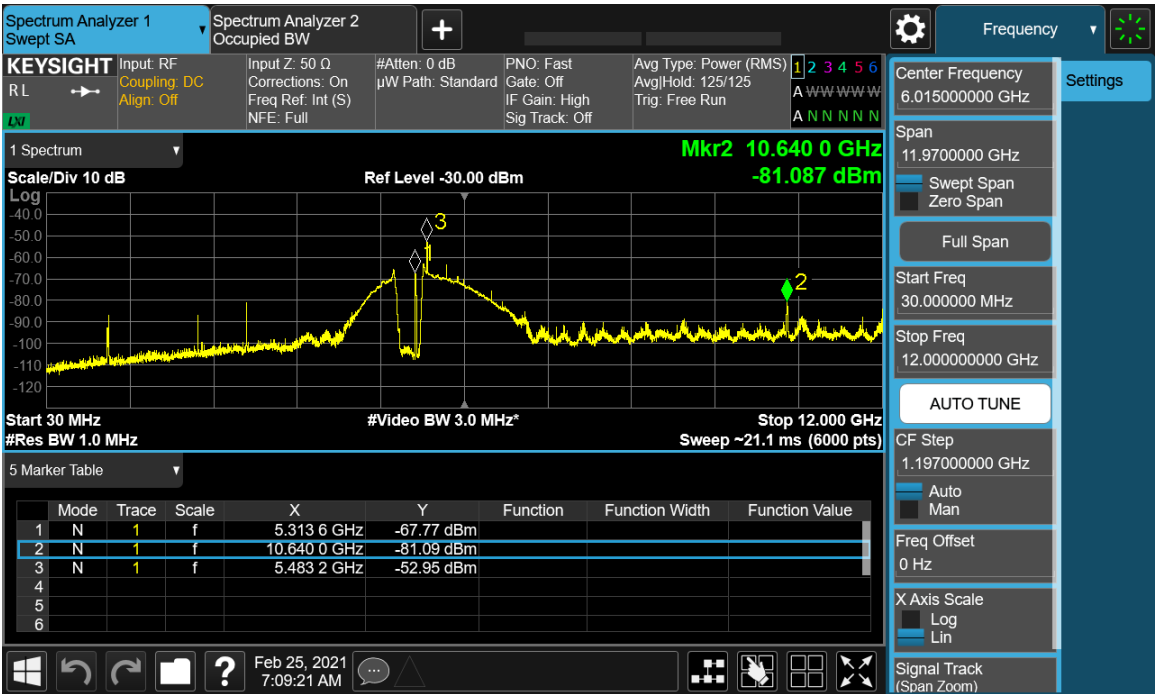 Spectrum Analyzer 1
Swept SA
Spectrum Analyzer 2
Occupied BW
Frequency
KEYSIGHT
RL
LXI
Input: RF
Coupling: DC
Align: Off
Input Z: 50 Ω
Corrections: On
Freq Ref: Int (S)
NFE: Full
#Atten: 0 dB
µW Path: Standard
PNO: Fast
Gate: Off
IF Gain: High
Sig Track: Off
Avg Type: Power (RMS)
Avg|Hold: 125/125
Trig: Free Run
1 2 3 4 5 6
A W W W W W
A N N N N N
1 Spectrum
Scale/Div 10 dB
Ref Level -30.00 dBm
Mkr2 10.640 0 GHz
-81.087 dBm
Log
-40.0
-50.0
-60.0
-70.0
-80.0
-90.0
-100
-110
-120
3
2
Start 30 MHz
#Res BW 1.0 MHz
#Video BW 3.0 MHz*
Stop 12.000 GHz
Sweep ~21.1 ms (6000 pts)
5 Marker Table
Mode Trace Scale X Y Function Function Width Function Value
1 N 1 f 5.313 6 GHz -67.77 dBm
2 N 1 f 10.640 0 GHz -81.09 dBm
3 N 1 f 5.483 2 GHz -52.95 dBm
4
5
6
?
Feb 25, 2021
7:09:21 AM
Center Frequency
6.015000000 GHz
Settings
Span
11.9700000 GHz
Swept Span
Zero Span
Full Span
Start Freq
30.000000 MHz
Stop Freq
12.000000000 GHz
AUTO TUNE
CF Step
1.197000000 GHz
Auto
Man
Freq Offset
0 Hz
X Axis Scale
Log
Lin
Signal Track
(Span Zoom)